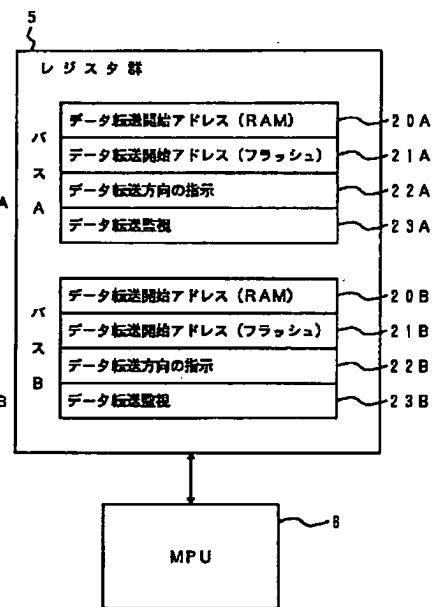 5
レジスタ群
バスA
データ転送開始アドレス(RAM)
20A
データ転送開始アドレス(フラッシュ)
21A
データ転送方向の指示
22A
データ転送監視
23A
A
バスB
データ転送開始アドレス(RAM)
20B
データ転送開始アドレス(フラッシュ)
21B
データ転送方向の指示
22B
データ転送監視
23B
B
MPU
6